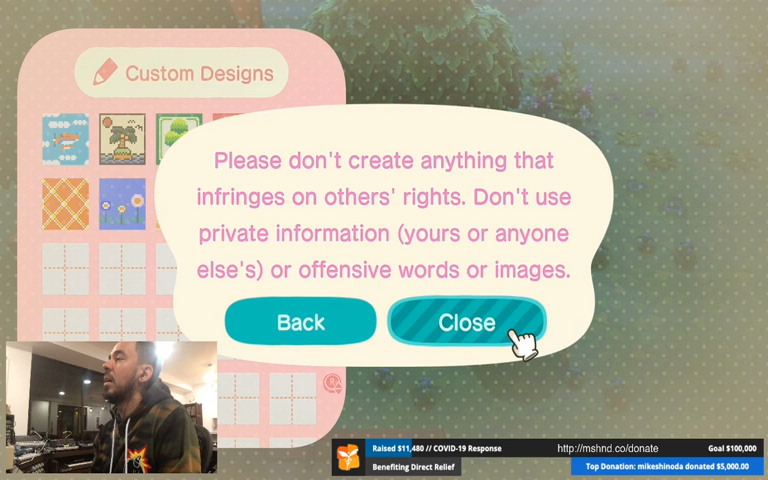 Custom Designs
Please don't create anything that
infringes on others' rights. Don't use
private information (yours or anyone
else's) or offensive words or images.
Back
Close
Raised $11,480 // COVID-19 Response
http://mshnd.co/donate
Goal $100,000
Benefiting Direct Relief
Top Donation: mikeshinoda donated $5,000.00